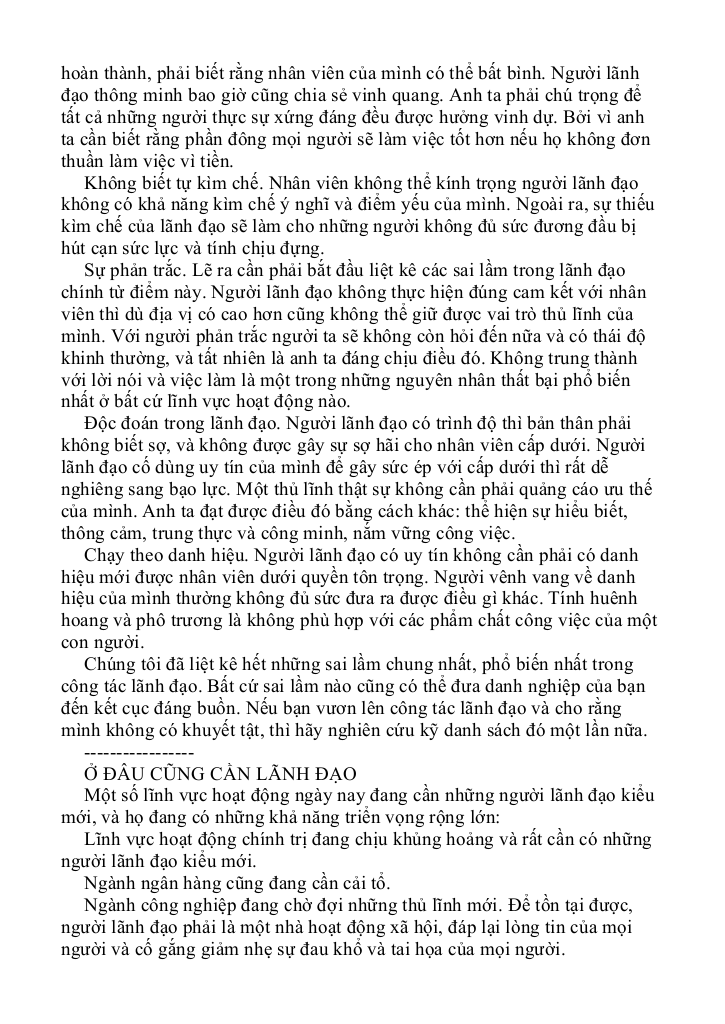 hoàn thành, phải biết rằng nhân viên của mình có thể bất bình. Người lãnh
đạo thông minh bao giờ cũng chia sẻ vinh quang. Anh ta phải chú trọng để
tất cả những người thực sự xứng đáng đều được hưởng vinh dự. Bởi vì anh
ta cần biết rằng phần đông mọi người sẽ làm việc tốt hơn nếu họ không đơn
thuần làm việc vì tiền.
Không biết tự kìm chế. Nhân viên không thể kính trọng người lãnh đạo
không có khả năng kìm chế ý nghĩ và điểm yếu của mình. Ngoài ra, sự thiếu
kìm chế của lãnh đạo sẽ làm cho những người không đủ sức đương đầu bị
hút cạn sức lực và tính chịu đựng.
Sự phản trắc. Lẽ ra cần phải bắt đầu liệt kê các sai lầm trong lãnh đạo
chính từ điểm này. Người lãnh đạo không thực hiện đúng cam kết với nhân
viên thì dù địa vị có cao hơn cũng không thể giữ được vai trò thủ lĩnh của
mình. Với người phản trắc người ta sẽ không còn hỏi đến nữa và có thái độ
khinh thường, và tất nhiên là anh ta đáng chịu điều đó. Không trung thành
với lời nói và việc làm là một trong những nguyên nhân thất bại phổ biến
nhất ở bất cứ lĩnh vực hoạt động nào.
Độc đoán trong lãnh đạo. Người lãnh đạo có trình độ thì bản thân phải
không biết sợ, và không được gây sự sợ hãi cho nhân viên cấp dưới. Người
lãnh đạo cố dùng uy tín của mình để gây sức ép với cấp dưới thì rất dễ
nghiêng sang bạo lực. Một thủ lĩnh thật sự không cần phải quảng cáo ưu thế
của mình. Anh ta đạt được điều đó bằng cách khác: thể hiện sự hiểu biết,
thông cảm, trung thực và công minh, nắm vững công việc.
Chạy theo danh hiệu. Người lãnh đạo có uy tín không cần phải có danh
hiệu mới được nhân viên dưới quyền tôn trọng. Người vênh vang về danh
hiệu của mình thường không đủ sức đưa ra được điều gì khác. Tính huênh
hoang và phô trương là không phù hợp với các phẩm chất công việc của một
con người.
Chúng tôi đã liệt kê hết những sai lầm chung nhất, phổ biến nhất trong
công tác lãnh đạo. Bất cứ sai lầm nào cũng có thể đưa danh nghiệp của bạn
đến kết cục đáng buồn. Nếu bạn vươn lên công tác lãnh đạo và cho rằng
mình không có khuyết tật, thì hãy nghiên cứu kỹ danh sách đó một lần nữa.
-----------------
Ở ĐÂU CŨNG CẦN LÃNH ĐẠO
Một số lĩnh vực hoạt động ngày nay đang cần những người lãnh đạo kiểu
mới, và họ đang có những khả năng triển vọng rộng lớn:
Lĩnh vực hoạt động chính trị đang chịu khủng hoảng và rất cần có những
người lãnh đạo kiểu mới.
Ngành ngân hàng cũng đang cần cải tổ.
Ngành công nghiệp đang chờ đợi những thủ lĩnh mới. Để tồn tại được,
người lãnh đạo phải là một nhà hoạt động xã hội, đáp lại lòng tin của mọi
người và cố gắng giảm nhẹ sự đau khổ và tai họa của mọi người.